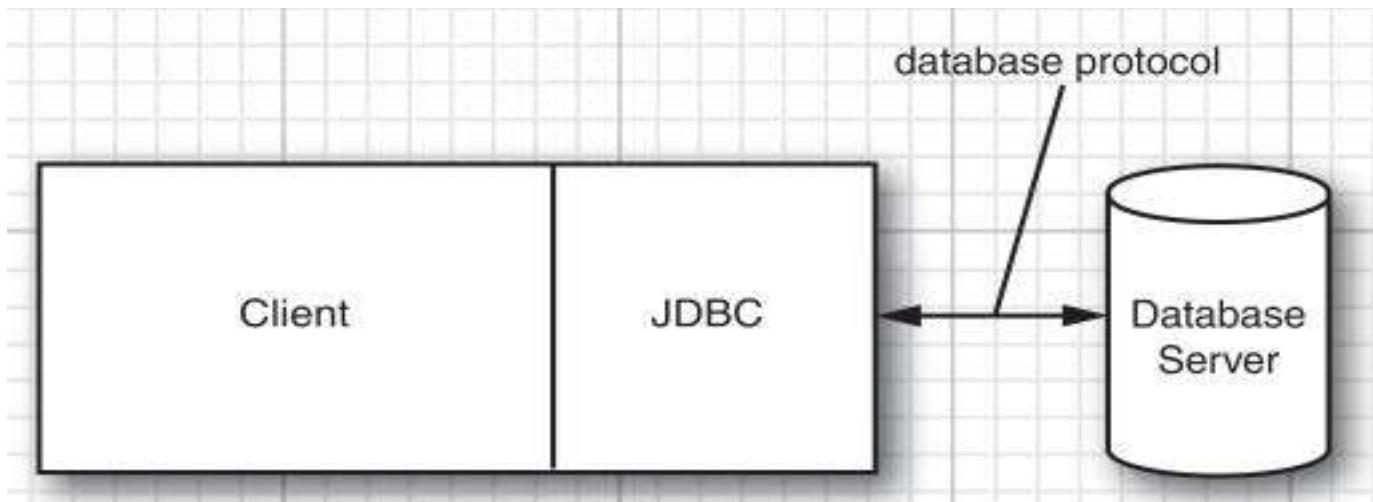 database protocol
Client
JDBC
Database
Server